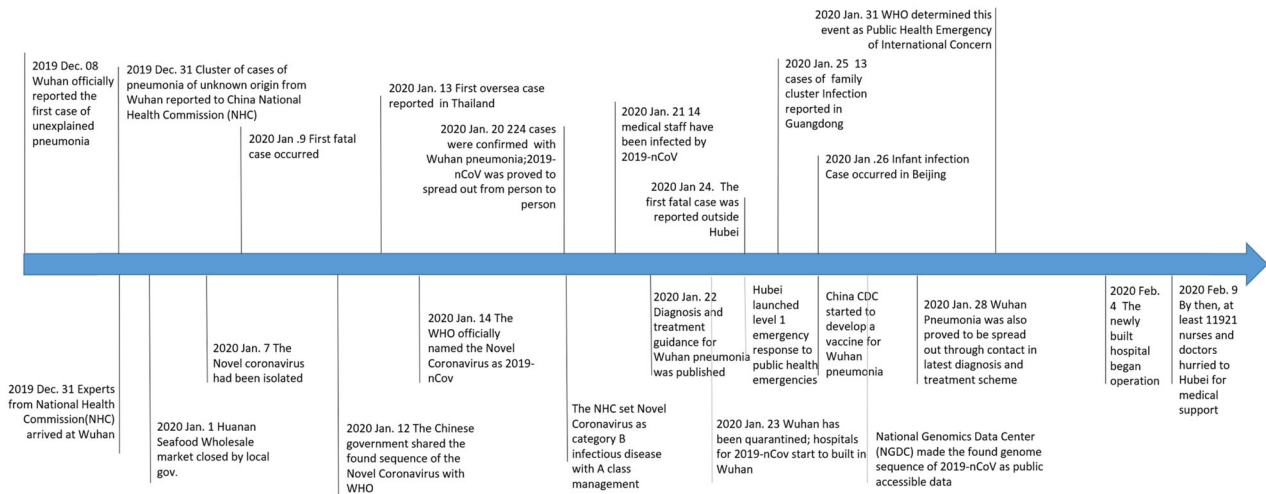 2019 Dec. 08
Wuhan officially
reported the
first case of
unexplained
pneumonia
2019 Dec. 31 Cluster of cases of
pneumonia of unknown origin from
Wuhan reported to China National
Health Commission (NHC)
2020 Jan .9 First fatal
case occurred
2020 Jan. 13 First oversea case
reported  in Thailand
2020 Jan. 20 224 cases
were confirmed  with
Wuhan pneumonia;2019-
nCoV was proved to
spread out from person to
person
2020 Jan. 21 14
medical staff have
been infected by
2019-nCoV
2020 Jan 24.  The
first fatal case was
reported outside
Hubei
2020 Jan. 25  13
cases of  family
cluster Infection
reported in
Guangdong
2020 Jan .26 Infant infection
Case occurred in Beijing
2020 Jan. 31 WHO determined this
event as Public Health Emergency
of International Concern
2019 Dec. 31 Experts
from National Health
Commission(NHC)
arrived at Wuhan
2020 Jan. 1 Huanan
Seafood Wholesale
market closed by local
gov.
2020 Jan. 7 The
Novel coronavirus
had been isolated
2020 Jan. 12 The Chinese
government shared the
found sequence of the
Novel Coronavirus with
WHO
2020 Jan. 14 The
WHO officially
named the Novel
Coronavirus as 2019-
nCov
The NHC set Novel
Coronavirus as
category B
infectious disease
with A class
management
2020 Jan. 22
Diagnosis and
treatment
guidance for
Wuhan pneumonia
was published
2020 Jan. 23 Wuhan has
been quarantined; hospitals
for 2019-nCov start to built in
Wuhan
Hubei
launched
level 1
emergency
response to
public health
emergencies
China CDC
started to
develop a
vaccine for
Wuhan
pneumonia
National Genomics Data Center
(NGDC) made the found genome
sequence of 2019-nCoV as public
accessible data
2020 Jan. 28 Wuhan
Pneumonia was also
proved to be spread
out through contact in
latest diagnosis and
treatment scheme
2020 Feb.
4  The
newly
built
hospital
began
operation
2020 Feb. 9
By then, at
least 11921
nurses and
doctors
hurried to
Hubei for
medical
support